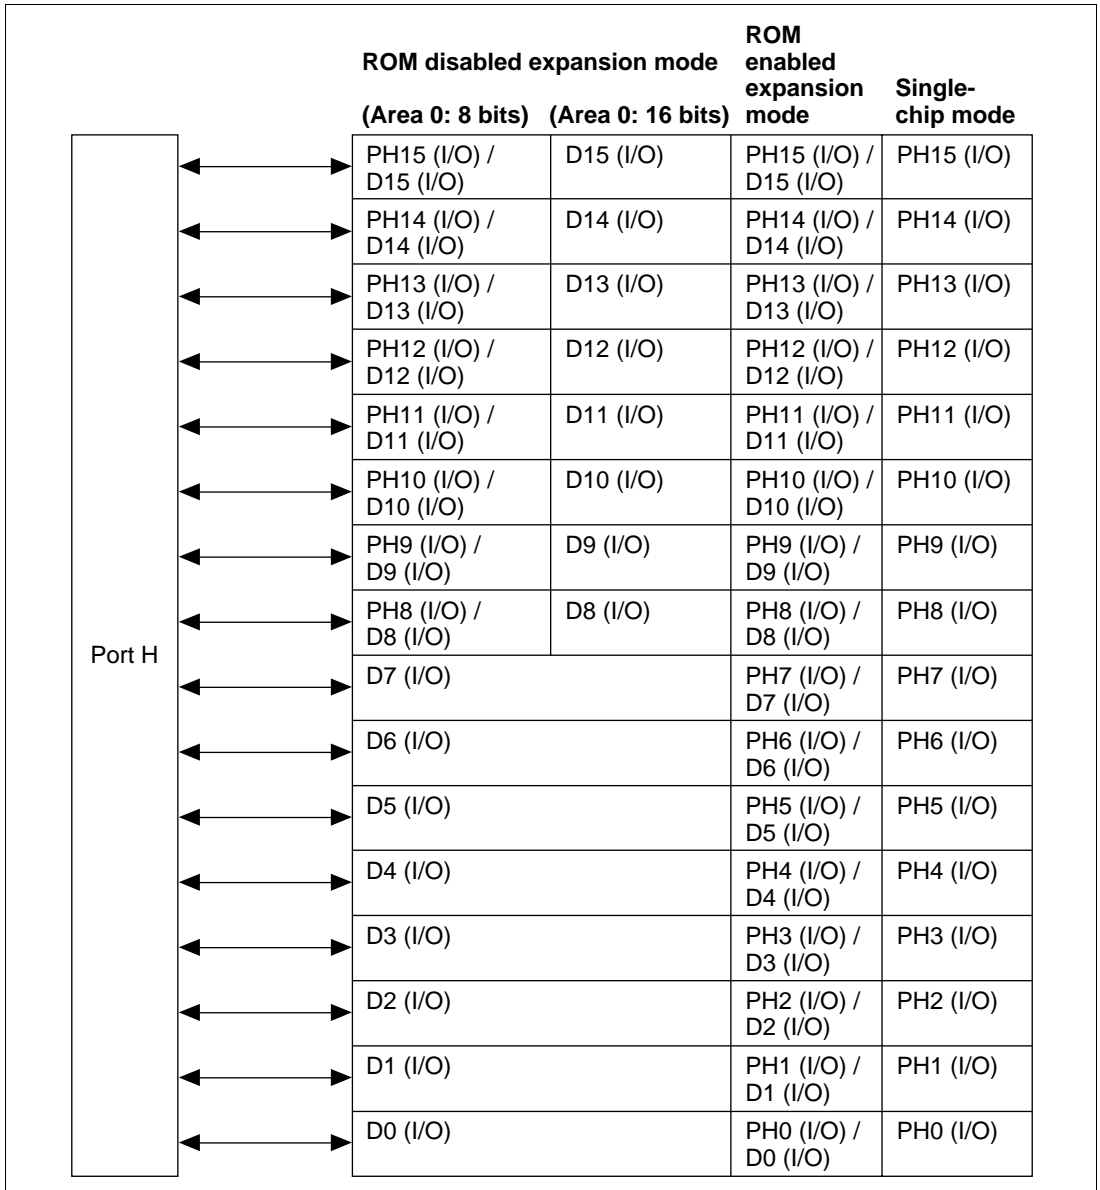 ROM disabled expansion mode
ROM
enabled
expansion
mode
Single-
chip mode
(Area 0: 8 bits) (Area 0: 16 bits)
Port H
PH15 (I/O) / D15 (I/O) PH15 (I/O) / PH15 (I/O)
D15 (I/O) D15 (I/O)
PH14 (I/O) / D14 (I/O) PH14 (I/O) / PH14 (I/O)
D14 (I/O) D14 (I/O)
PH13 (I/O) / D13 (I/O) PH13 (I/O) / PH13 (I/O)
D13 (I/O) D13 (I/O)
PH12 (I/O) / D12 (I/O) PH12 (I/O) / PH12 (I/O)
D12 (I/O) D12 (I/O)
PH11 (I/O) / D11 (I/O) PH11 (I/O) / PH11 (I/O)
D11 (I/O) D11 (I/O)
PH10 (I/O) / D10 (I/O) PH10 (I/O) / PH10 (I/O)
D10 (I/O) D10 (I/O)
PH9 (I/O) / D9 (I/O) PH9 (I/O) / PH9 (I/O)
D9 (I/O) D9 (I/O)
PH8 (I/O) / D8 (I/O) PH8 (I/O) / PH8 (I/O)
D8 (I/O) D8 (I/O)
D7 (I/O) PH7 (I/O) / PH7 (I/O)
D7 (I/O)
D6 (I/O) PH6 (I/O) / PH6 (I/O)
D6 (I/O)
D5 (I/O) PH5 (I/O) / PH5 (I/O)
D5 (I/O)
D4 (I/O) PH4 (I/O) / PH4 (I/O)
D4 (I/O)
D3 (I/O) PH3 (I/O) / PH3 (I/O)
D3 (I/O)
D2 (I/O) PH2 (I/O) / PH2 (I/O)
D2 (I/O)
D1 (I/O) PH1 (I/O) / PH1 (I/O)
D1 (I/O)
D0 (I/O) PH0 (I/O) / PH0 (I/O)
D0 (I/O)